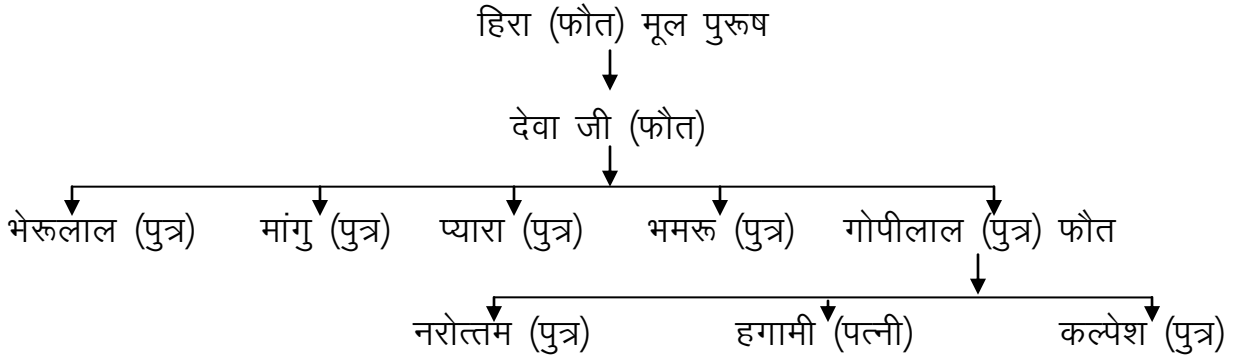 हिरा (फौत) मूल पुरूष
देवा जी (फौत)
भेरूलाल (पुत्र) मांगु (पुत्र) प्यारा (पुत्र) भमरू (पुत्र) गोपीलाल (पुत्र) फौत
नरोत्तम (पुत्र) हगामी (पत्नी) कल्पेश (पुत्र)